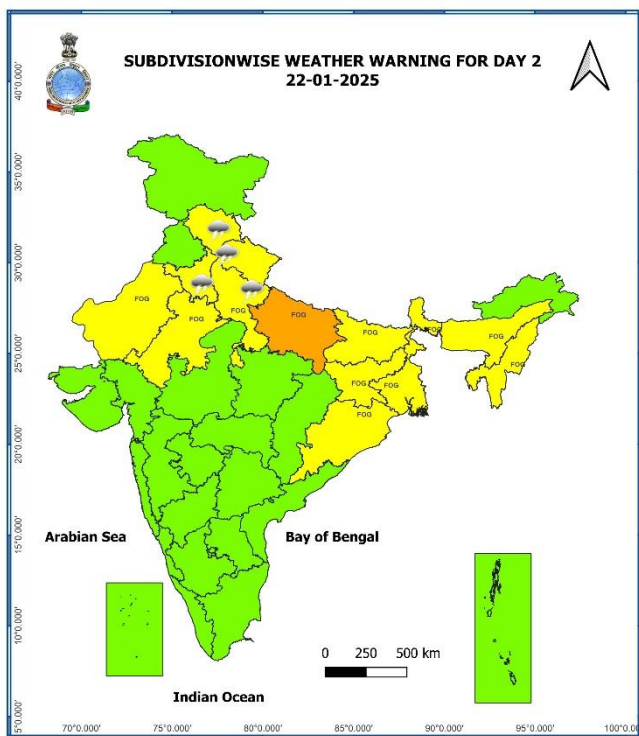 SUBDIVISIONWISE WEATHER WARNING FOR DAY 2
22-01-2025
40°0.000'
35°0.000'
30°0.000'
25°0.000'
20°0.000'
15°0.000'
10°0.000'
5°0.000'
FOG
FOG
FOG
FOG
FOG
FOG
FOG
FOG
FOG
FOG
FOG
Arabian Sea
Bay of Bengal
0 250 500 km
Indian Ocean
70°0.000' 75°0.000' 80°0.000' 85°0.000' 90°0.000' 95°0.000' 100°0.000'